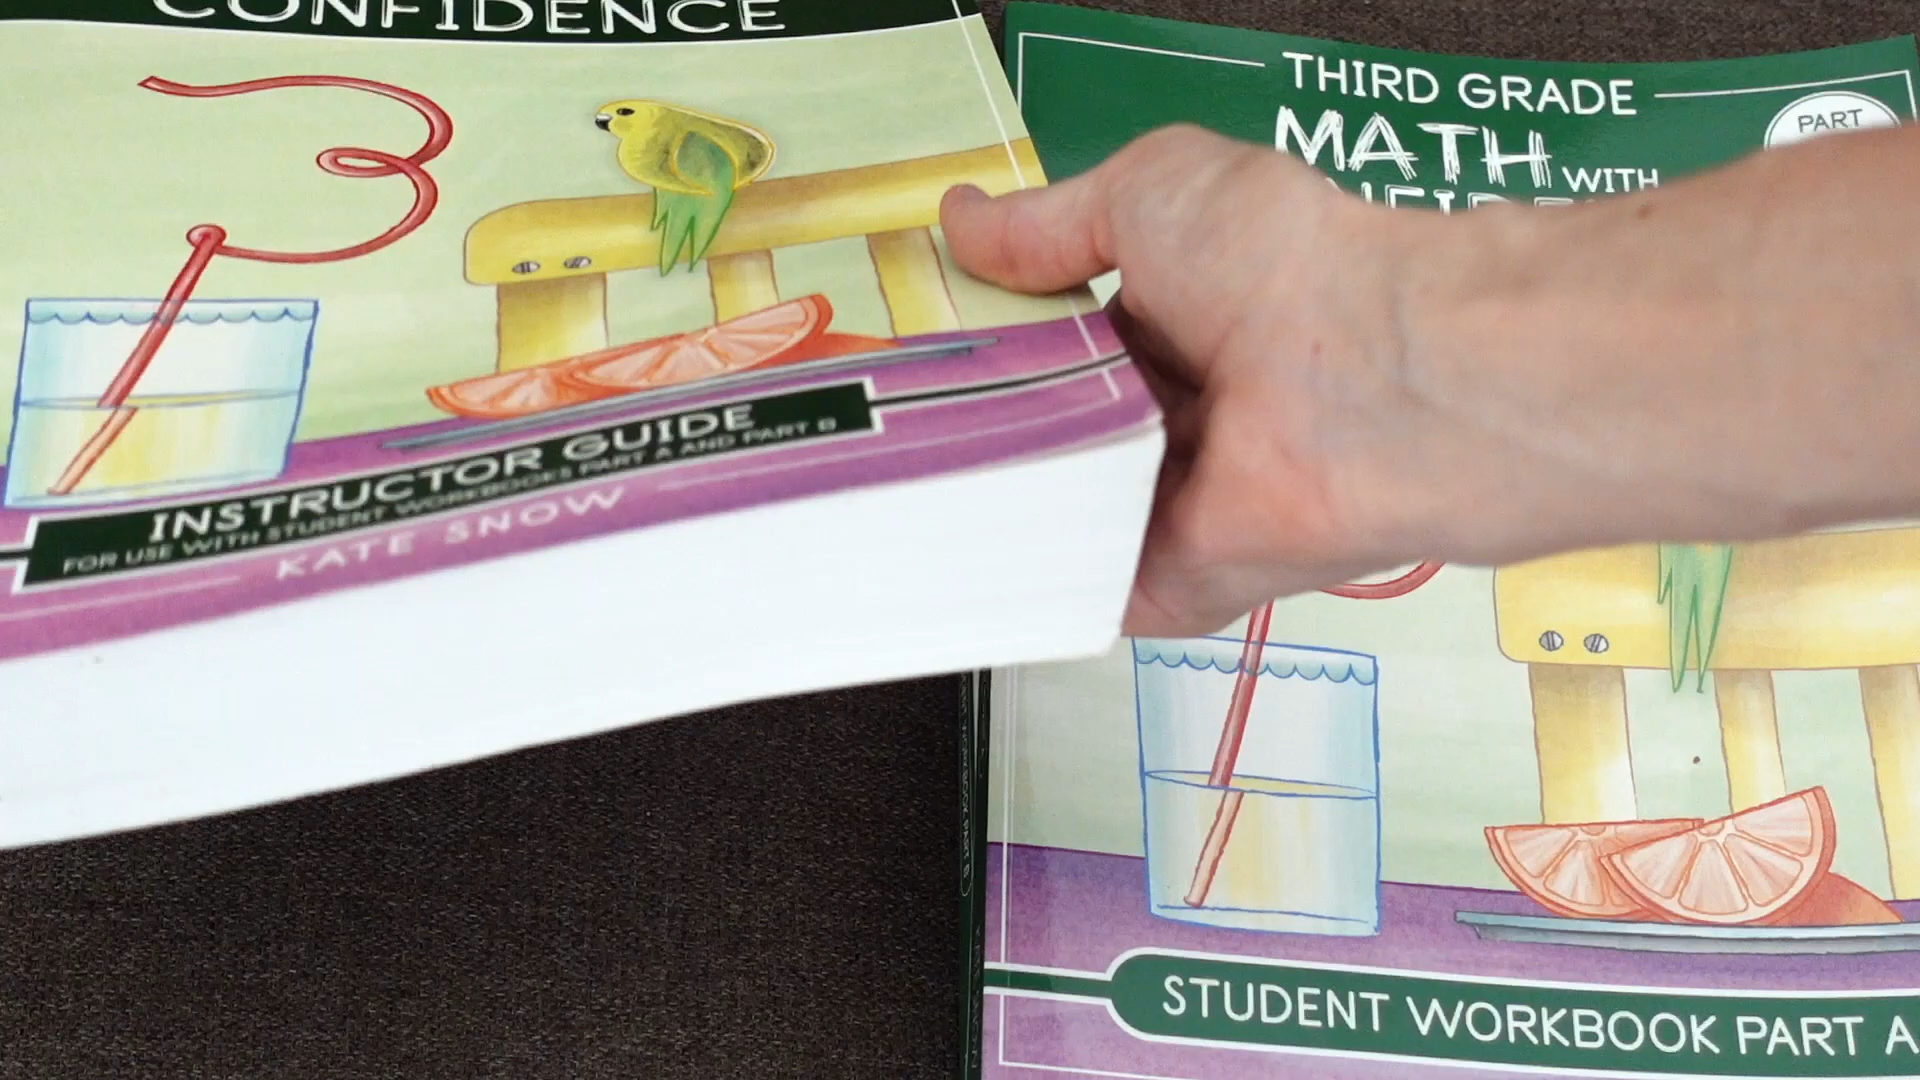 CONFIDENCE
INSTRUCTOR GUIDE
FOR USE WITH STUDENT WORKBOOKS PART A AND PART B
KATE SNOW
THIRD GRADE
MATH WITH
PART
STUDENT WORKBOOK PART A